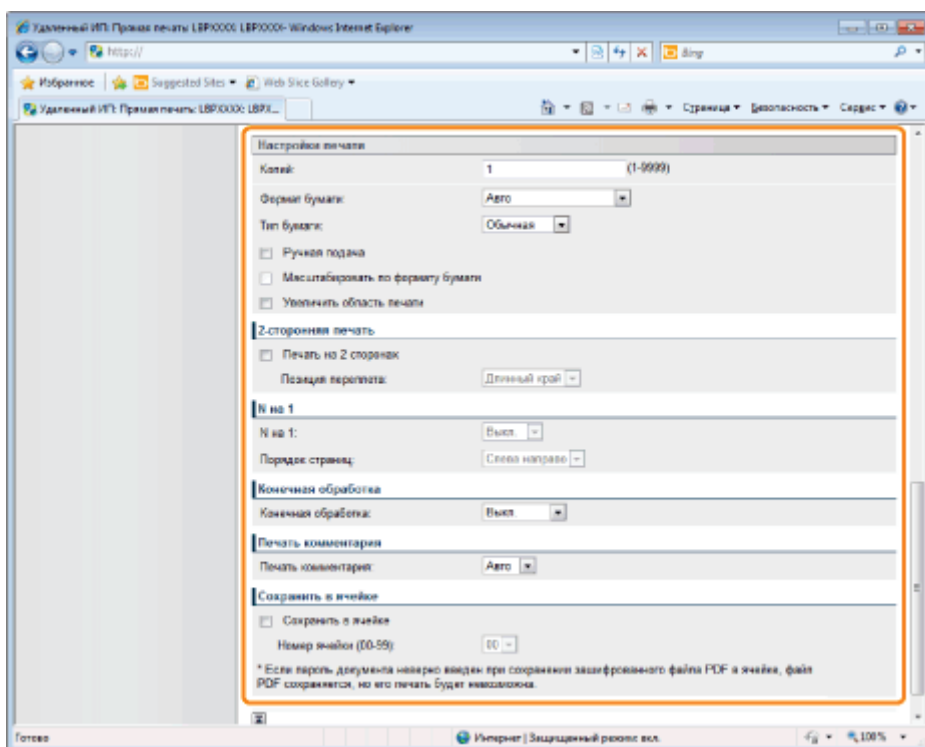 Удаленный ИП: Прямая печать: LBPXXXX: LBPXXXX - Windows Internet Explorer
http://
Bing
Избранное Suggested Sites Web Slice Gallery
Удаленный ИП: Прямая печать: LBPXXXX: LBPX... Страница Безопасность Сервис
Настройки печати
Копий: 1 (1-9999)
Формат бумаги: Авто
Тип бумаги: Обычная
Ручная подача
Масштабировать по формату бумаги
Увеличить область печати
2-сторонняя печать
Печать на 2 сторонах
Позиция переплета: Длинный край
N на 1
N на 1: Выкл.
Порядок страниц: Слева направо
Конечная обработка
Конечная обработка: Выкл.
Печать комментария
Печать комментария: Авто
Сохранить в ячейке
Сохранить в ячейке
Номер ячейки (00-99): 00
* Если пароль документа неверно введен при сохранении зашифрованного файла PDF в ячейке, файл
PDF сохраняется, но его печать будет невозможна.
Готово Интернет | Защищенный режим: вкл. 100%